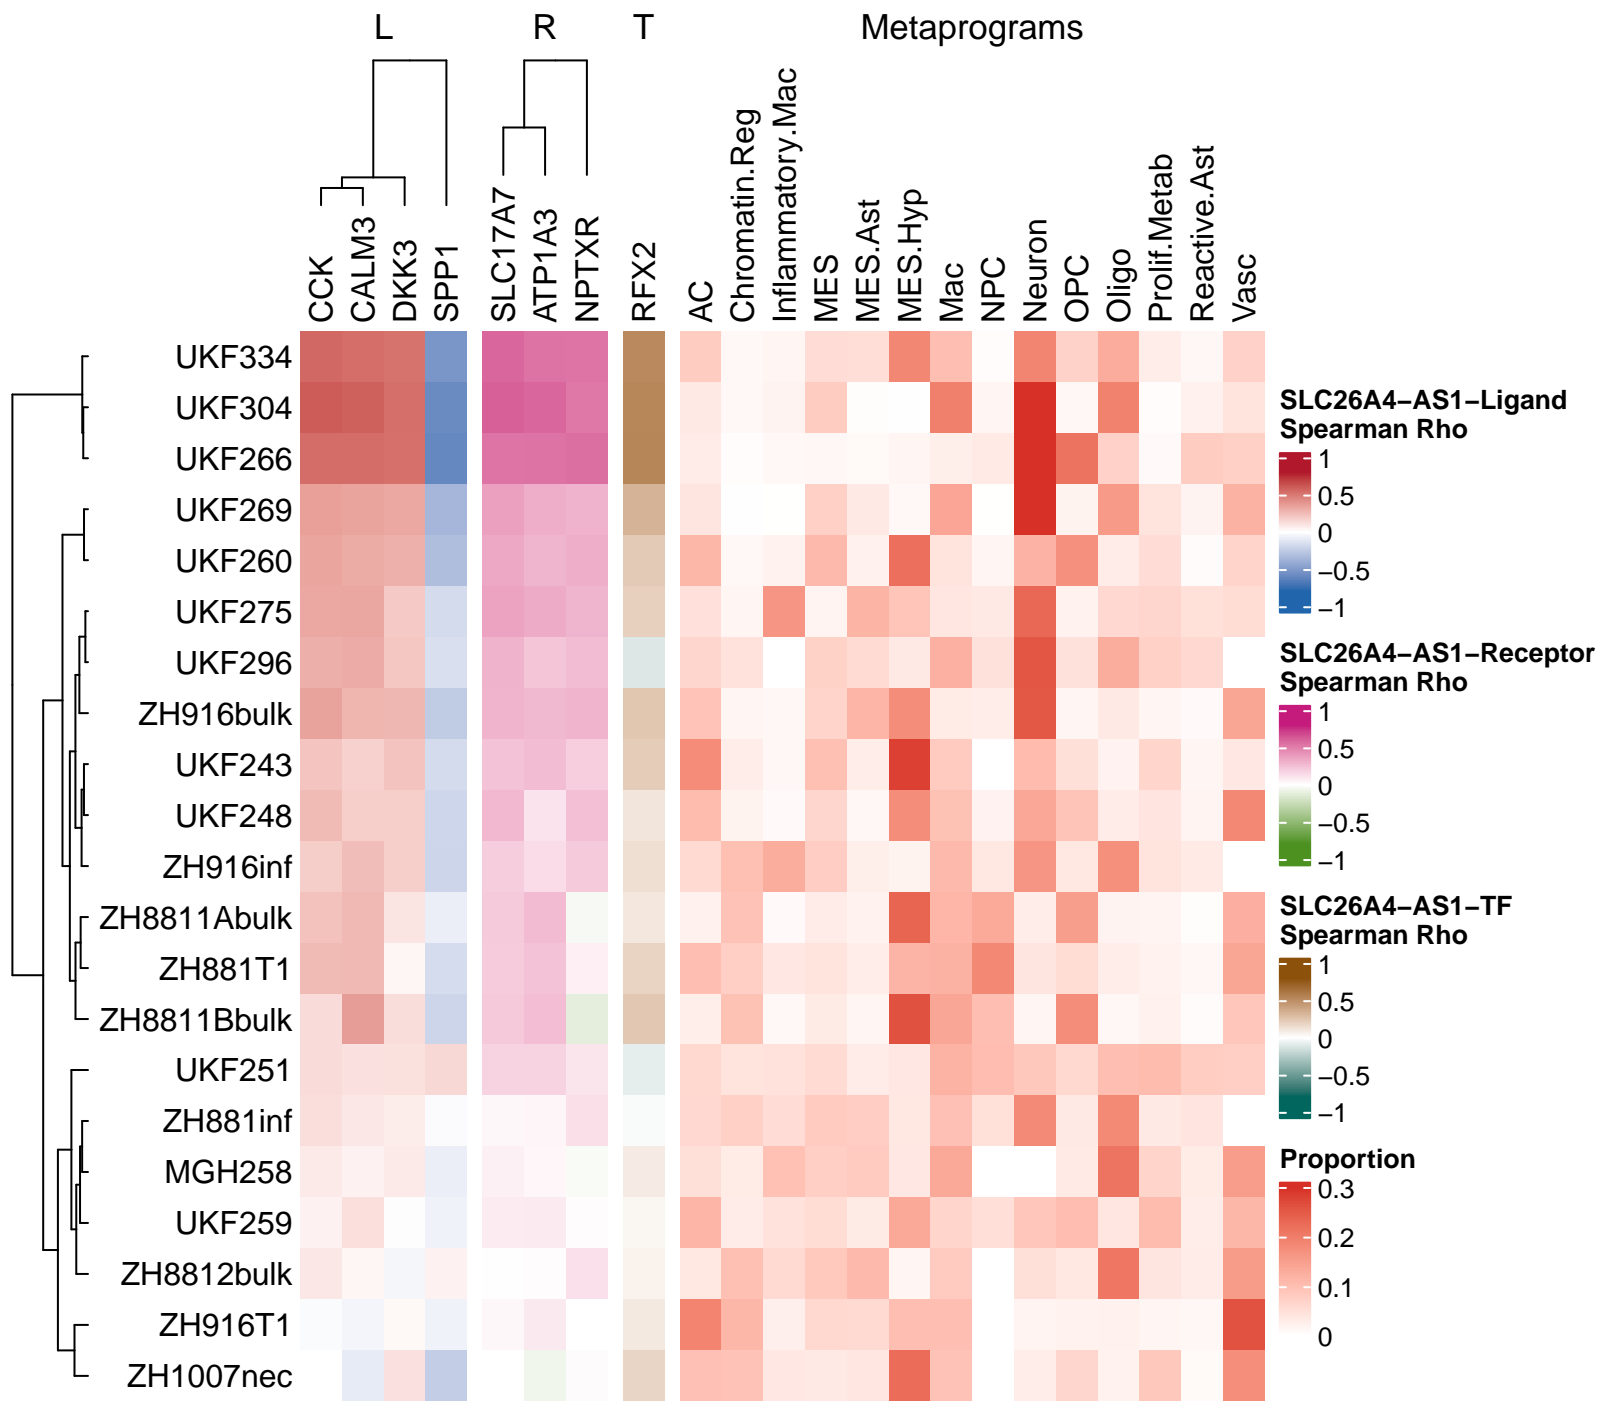 L R T Metaprograms
CCK CALM3 DKK3 SPP1 SLC17A7 ATP1A3 NPTXR RFX2 AC Chromatin.Reg Inflammatory.Mac MES MES.Ast MES.Hyp Mac NPC Neuron OPC Oligo Prolif.Metab Reactive.Ast Vasc
UKF334
UKF304
UKF266
UKF269
UKF260
UKF275
UKF296
ZH916bulk
UKF243
UKF248
ZH916inf
ZH8811Abulk
ZH881T1
ZH8811Bbulk
UKF251
ZH881inf
MGH258
UKF259
ZH8812bulk
ZH916T1
ZH1007nec
SLC26A4−AS1−Ligand
Spearman Rho
1
0.5
0
−0.5
−1
SLC26A4−AS1−Receptor
Spearman Rho
1
0.5
0
−0.5
−1
SLC26A4−AS1−TF
Spearman Rho
1
0.5
0
−0.5
−1
Proportion
0.3
0.2
0.1
0